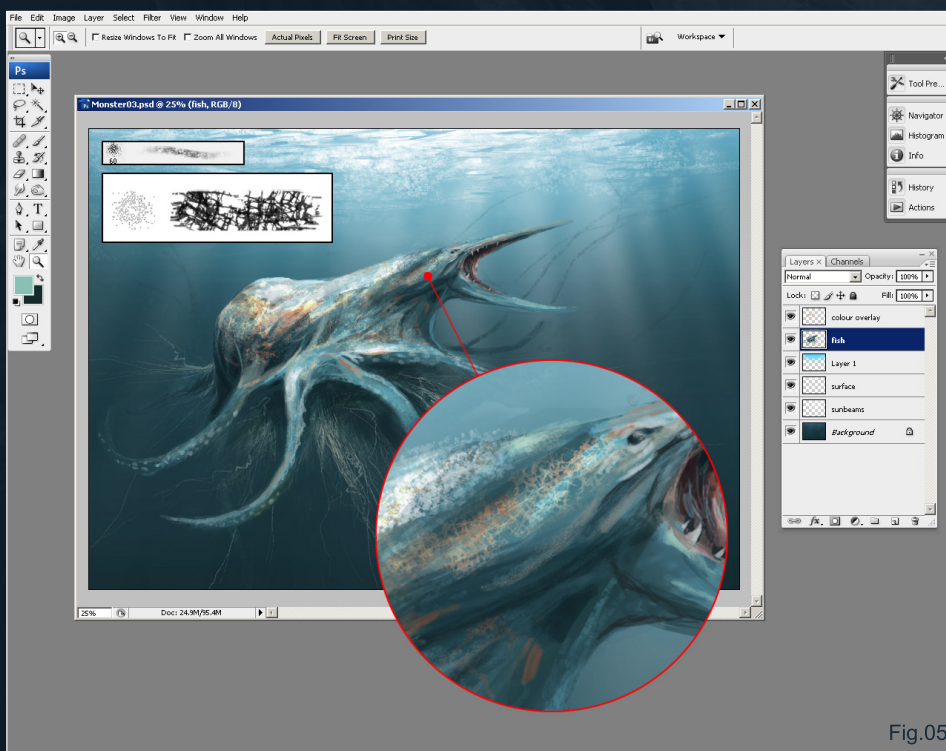 File Edit Image Layer Select Filter View Window Help
Resize Windows To Fit Zoom All Windows Actual Pixels Fit Screen Print Size Workspace
Ps
Monster03.psd @ 25% (fish, RGB/8)
60
Tool Pre...
Navigator
Histogram
Info
History
Actions
Layers × Channels
Normal Opacity: 100%
Lock: Fill: 100%
colour overlay
fish
Layer 1
surface
sunbeams
Background
25% Doc: 24.9M/95.4M
Fig.05